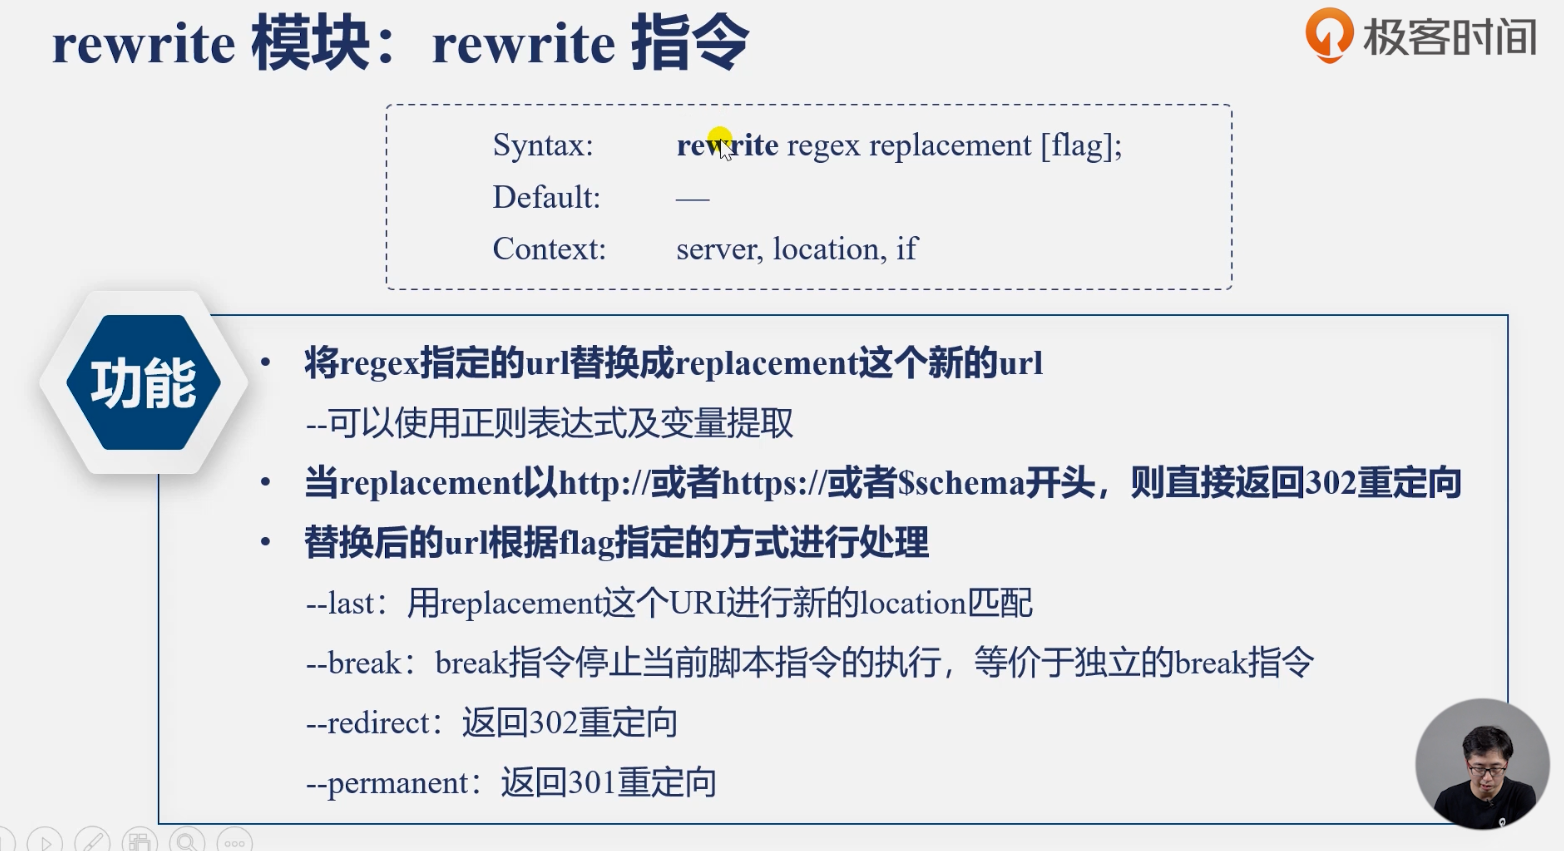 rewrite 模块：rewrite 指令
极客时间
Syntax: rewrite regex replacement [flag];
Default: —
Context: server, location, if
功能
• 将regex指定的url替换成replacement这个新的url
--可以使用正则表达式及变量提取
• 当replacement以http://或者https://或者$schema开头，则直接返回302重定向
• 替换后的url根据flag指定的方式进行处理
--last：用replacement这个URI进行新的location匹配
--break：break指令停止当前脚本指令的执行，等价于独立的break指令
--redirect：返回302重定向
--permanent：返回301重定向